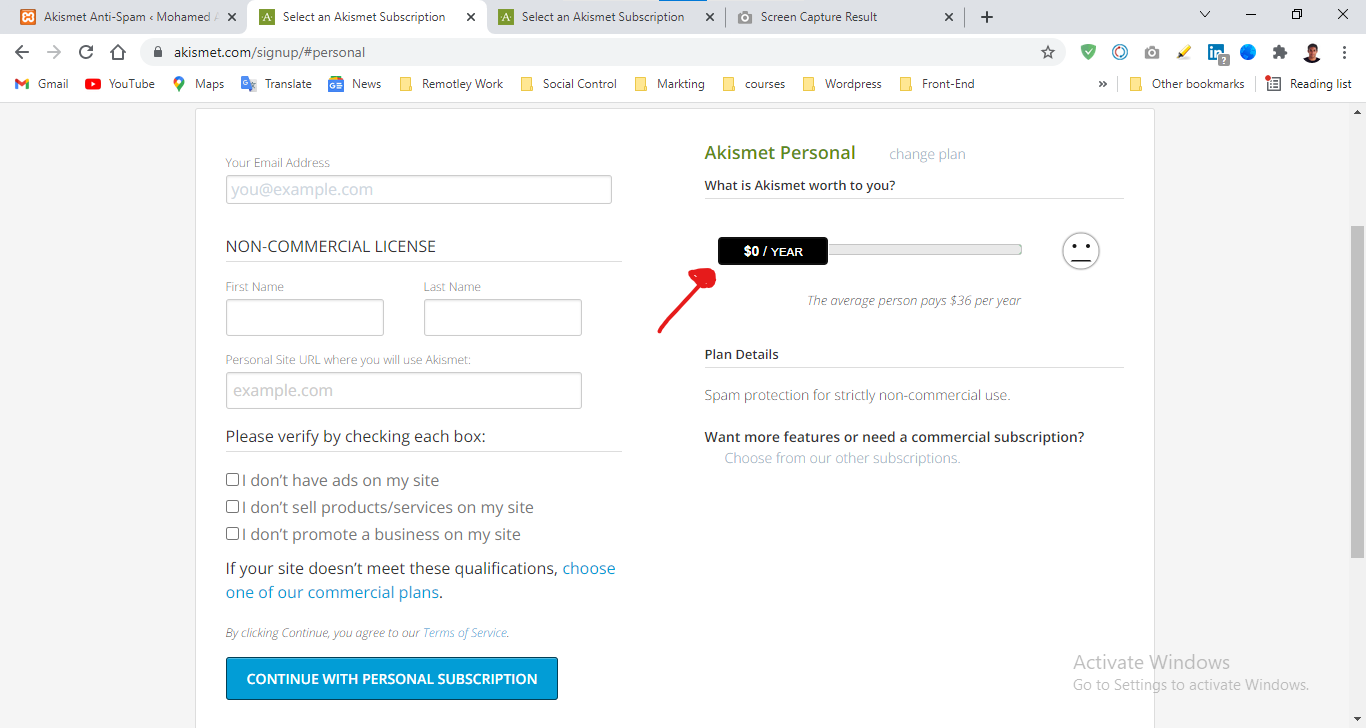 Akismet Anti-Spam ‹ Mohamed
Select an Akismet Subscription
Select an Akismet Subscription
Screen Capture Result
akismet.com/signup/#personal
Gmail
YouTube
Maps
Translate
News
Remotley Work
Social Control
Markting
courses
Wordpress
Front-End
»
Other bookmarks
Reading list
Your Email Address
you@example.com
NON-COMMERCIAL LICENSE
First Name
Last Name
Personal Site URL where you will use Akismet:
example.com
Please verify by checking each box:
I don’t have ads on my site
I don’t sell products/services on my site
I don’t promote a business on my site
If your site doesn’t meet these qualifications, choose
one of our commercial plans.
By clicking Continue, you agree to our Terms of Service.
CONTINUE WITH PERSONAL SUBSCRIPTION
Akismet Personal
change plan
What is Akismet worth to you?
$0 / YEAR
The average person pays $36 per year
Plan Details
Spam protection for strictly non-commercial use.
Want more features or need a commercial subscription?
Choose from our other subscriptions.
Activate Windows
Go to Settings to activate Windows.